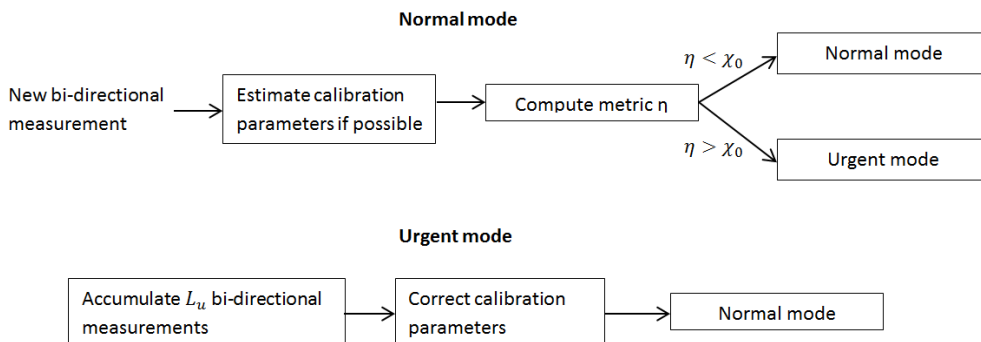 Normal mode
η < χ₀
Normal mode
New bi-directional
measurement
Estimate calibration
parameters if possible
Compute metric η
η > χ₀
Urgent mode
Urgent mode
Accumulate Lᵤ bi-directional
measurements
Correct calibration
parameters
Normal mode